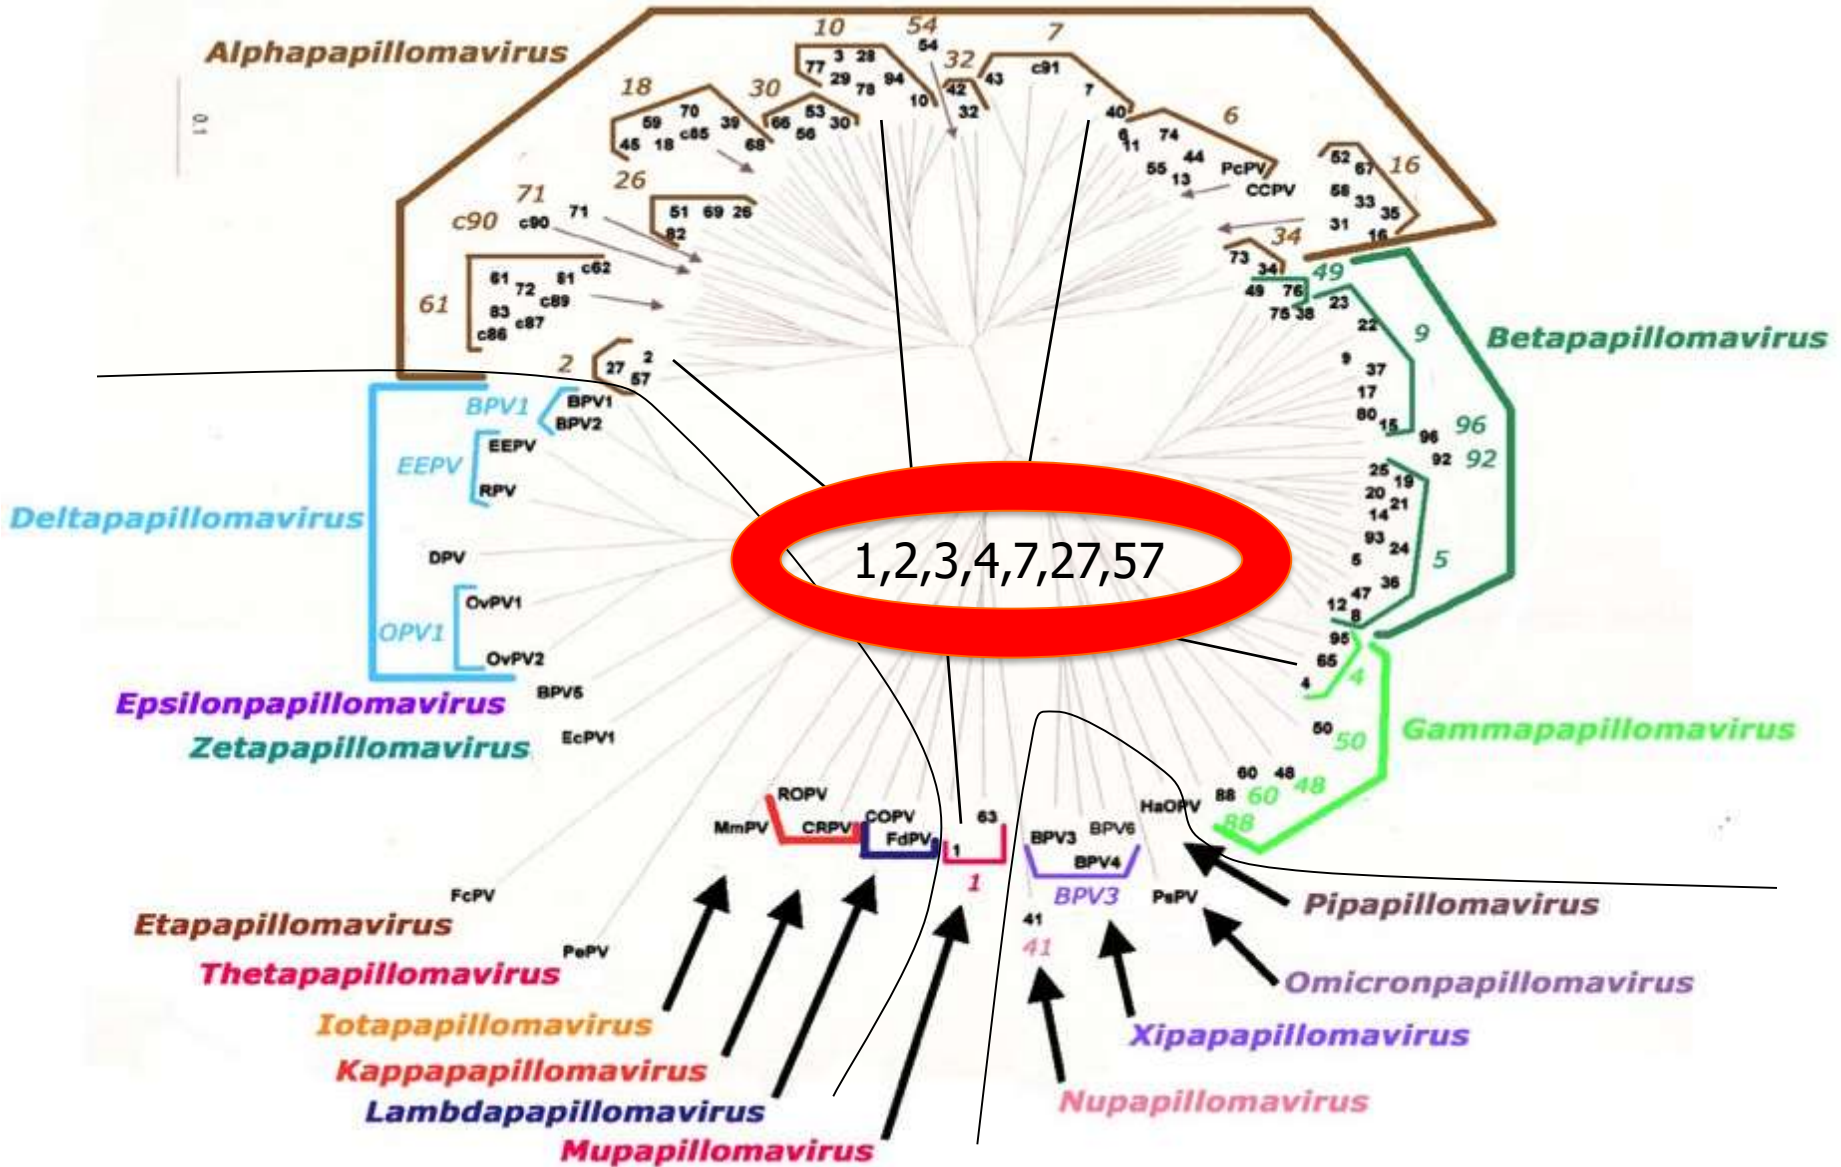 Alphapapillomavirus
10
54
7
54
32
3 28
77
29
94
78
10
42
32
43
c91
7
40
18
30
70
59
39
c85
45
18
68
53
66
56
30
6
74
6
11
44
55
13
PcPV
CCPV
52
67
16
58
33
35
31
16
0.1
26
51 69 26
82
71
71
c90
c90
34
73
34
49
49
76
75 38
61
c62
61
81
72
c89
83
c87
c86
23
22
9
Betapapillomavirus
9
37
17
80
15
96
96
92
92
2
2
27
57
BPV1
BPV1
BPV2
EEPV
EEPV
RPV
25
19
20
21
14
93
24
5
5
36
47
12
8
Deltapapillomavirus
1,2,3,4,7,27,57
DPV
OvPV1
OPV1
OvPV2
95
65
4
4
BPV5
Epsilonpapillomavirus
EcPV1
Zetapapillomavirus
50
50
Gammapapillomavirus
60
48
48
88
60
88
ROPV
MmPV
CRPV
COPV
FdPV
63
1
1
BPV3
BPV6
BPV4
BPV3
HaOPV
PsPV
FcPV
Etapapillomavirus
PePV
Thetapapillomavirus
41
41
Pipapillomavirus
Omicronpapillomavirus
Iotapapillomavirus
Xipapapillomavirus
Kappapapillomavirus
Nupapillomavirus
Lambdapapillomavirus
Mupapillomavirus